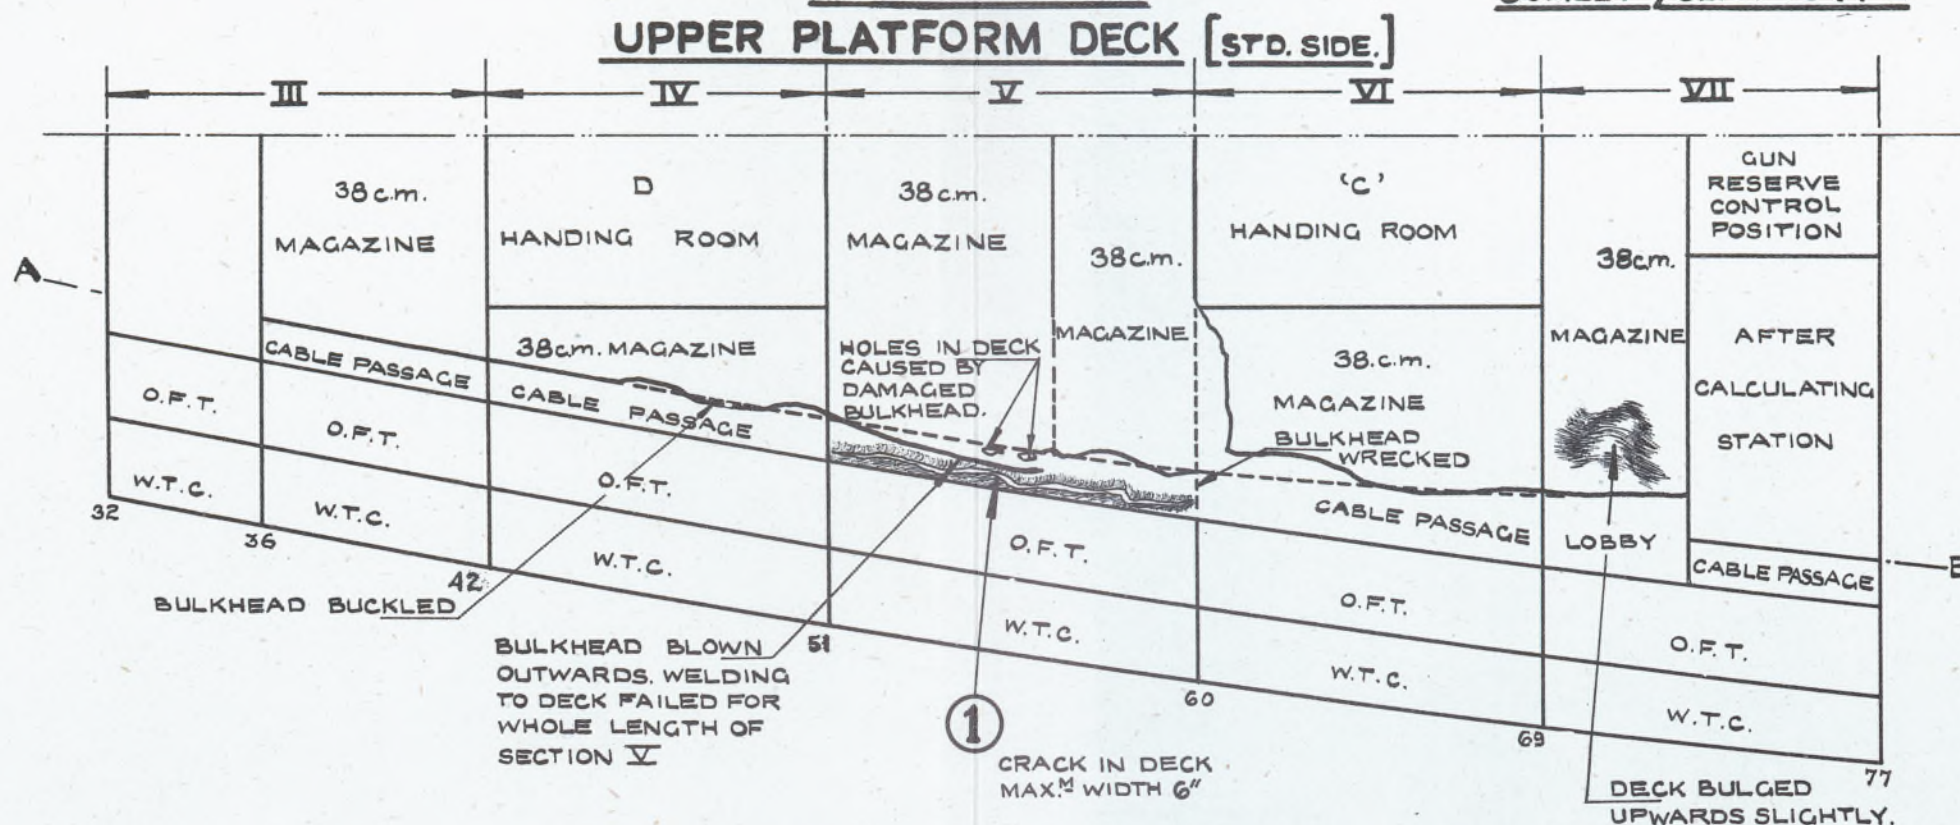 UPPER PLATFORM DECK [STD. SIDE.]
III IV V VI VII
38c.m.
MAGAZINE
D
HANDING ROOM
38c.m.
MAGAZINE
38c.m.
MAGAZINE
'C'
HANDING ROOM
38c.m.
MAGAZINE
GUN
RESERVE
CONTROL
POSITION
A
CABLE PASSAGE
38c.m. MAGAZINE
CABLE PASSAGE
HOLES IN DECK
CAUSED BY
DAMAGED
BULKHEAD.
38.c.m.
MAGAZINE
BULKHEAD
WRECKED
AFTER
CALCULATING
STATION
O.F.T.
O.F.T.
O.F.T.
O.F.T.
CABLE PASSAGE
LOBBY
CABLE PASSAGE
B
W.T.C.
W.T.C.
W.T.C.
W.T.C.
O.F.T.
W.T.C.
O.F.T.
W.T.C.
32
36
42
51
60
69
77
BULKHEAD BUCKLED
BULKHEAD BLOWN
OUTWARDS. WELDING
TO DECK FAILED FOR
WHOLE LENGTH OF
SECTION V
1
CRACK IN DECK
MAX.M WIDTH 6"
DECK BULGED
UPWARDS SLIGHTLY.